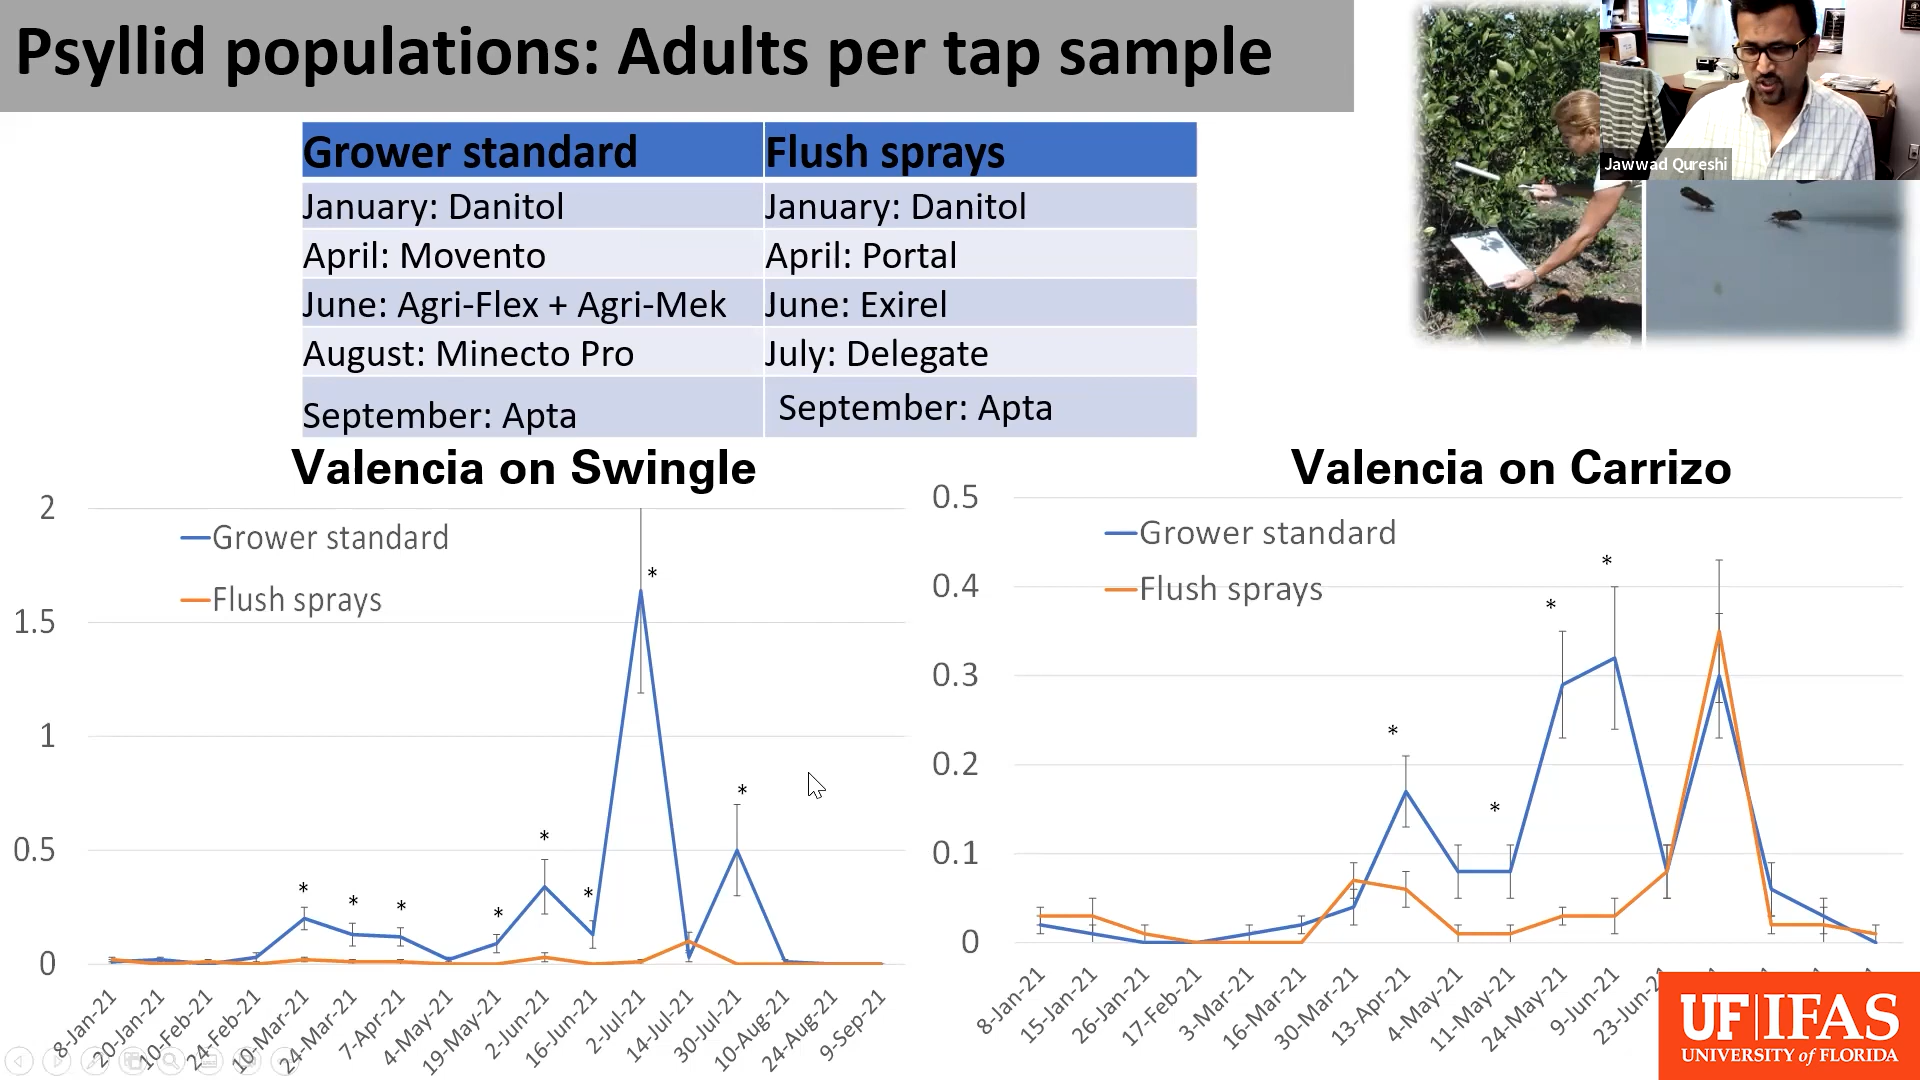 Psyllid populations: Adults per tap sample
Jawwad Qureshi
Grower standard
Flush sprays
January: Danitol
January: Danitol
April: Movento
April: Portal
June: Agri-Flex + Agri-Mek
June: Exirel
August: Minecto Pro
July: Delegate
September: Apta
September: Apta
Valencia on Swingle
2
1.5
1
0.5
0
Grower standard
Flush sprays
*
*
*
*
*
*
*
*
8-Jan-21
20-Jan-21
10-Feb-21
24-Feb-21
10-Mar-21
24-Mar-21
7-Apr-21
4-May-21
19-May-21
2-Jun-21
16-Jun-21
2-Jul-21
14-Jul-21
30-Jul-21
10-Aug-21
24-Aug-21
9-Sep-21
Valencia on Carrizo
0.5
0.4
0.3
0.2
0.1
0
Grower standard
Flush sprays
*
*
*
*
8-Jan-21
15-Jan-21
26-Jan-21
17-Feb-21
3-Mar-21
16-Mar-21
30-Mar-21
13-Apr-21
4-May-21
11-May-21
24-May-21
9-Jun-21
23-Jun-2
UF|IFAS
UNIVERSITY of FLORIDA